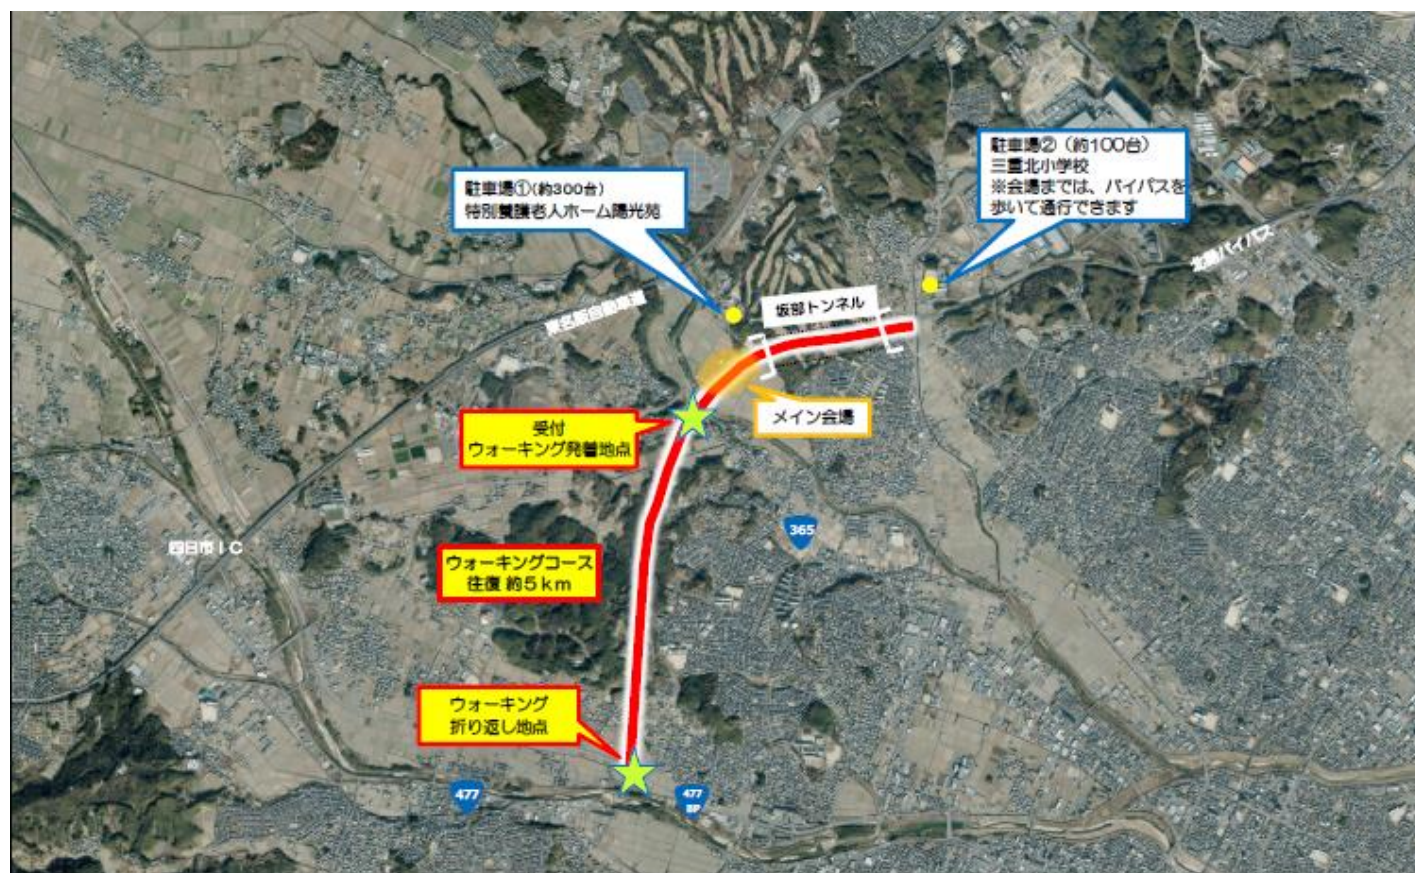 駐車場②（約100台）
三重北小学校
※会場までは、バイパスを
歩いて通行できます
駐車場①(約300台)
特別養護老人ホーム陽光苑
北勢バイパス
東名阪自動車道
坂部トンネル
メイン会場
受付
ウォーキング発着地点
365
四日市ＩＣ
ウォーキングコース
往復 約５ｋｍ
ウォーキング
折り返し地点
477
477
BP